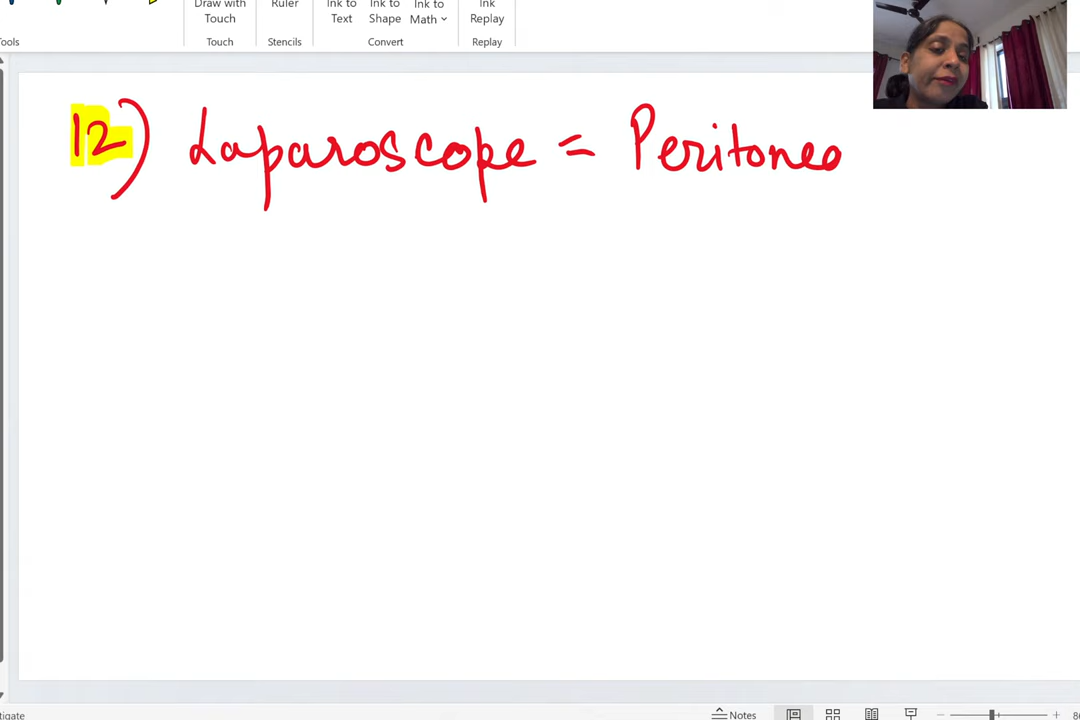 Draw with Touch
Ruler
Ink to Text
Ink to Shape
Ink to Math
Ink Replay
Tools
Touch
Stencils
Convert
Replay
12) Laparoscope = Peritoneo
tigate
Notes